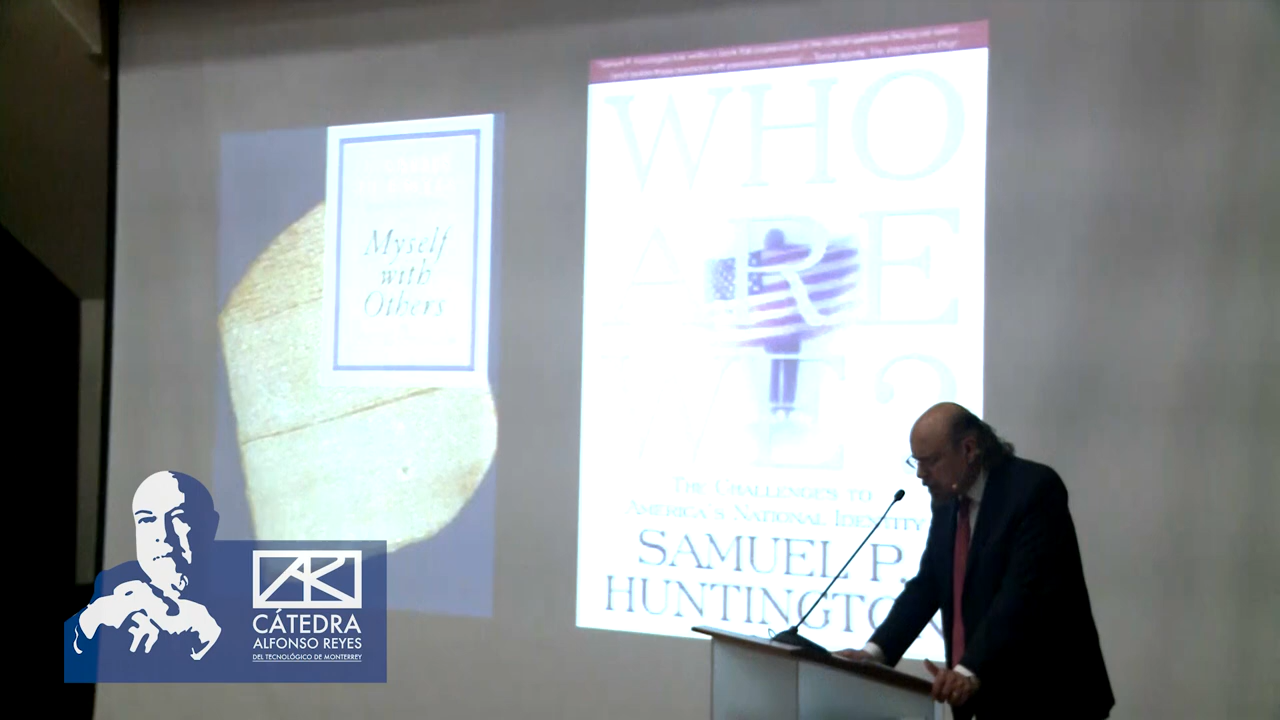 Myself
with
Others
WHO
ARE
WE?
THE CHALLENGES TO
AMERICA'S NATIONAL IDENTITY
SAMUEL P.
HUNTINGTON
CÁTEDRA
ALFONSO REYES
DEL TECNOLÓGICO DE MONTERREY